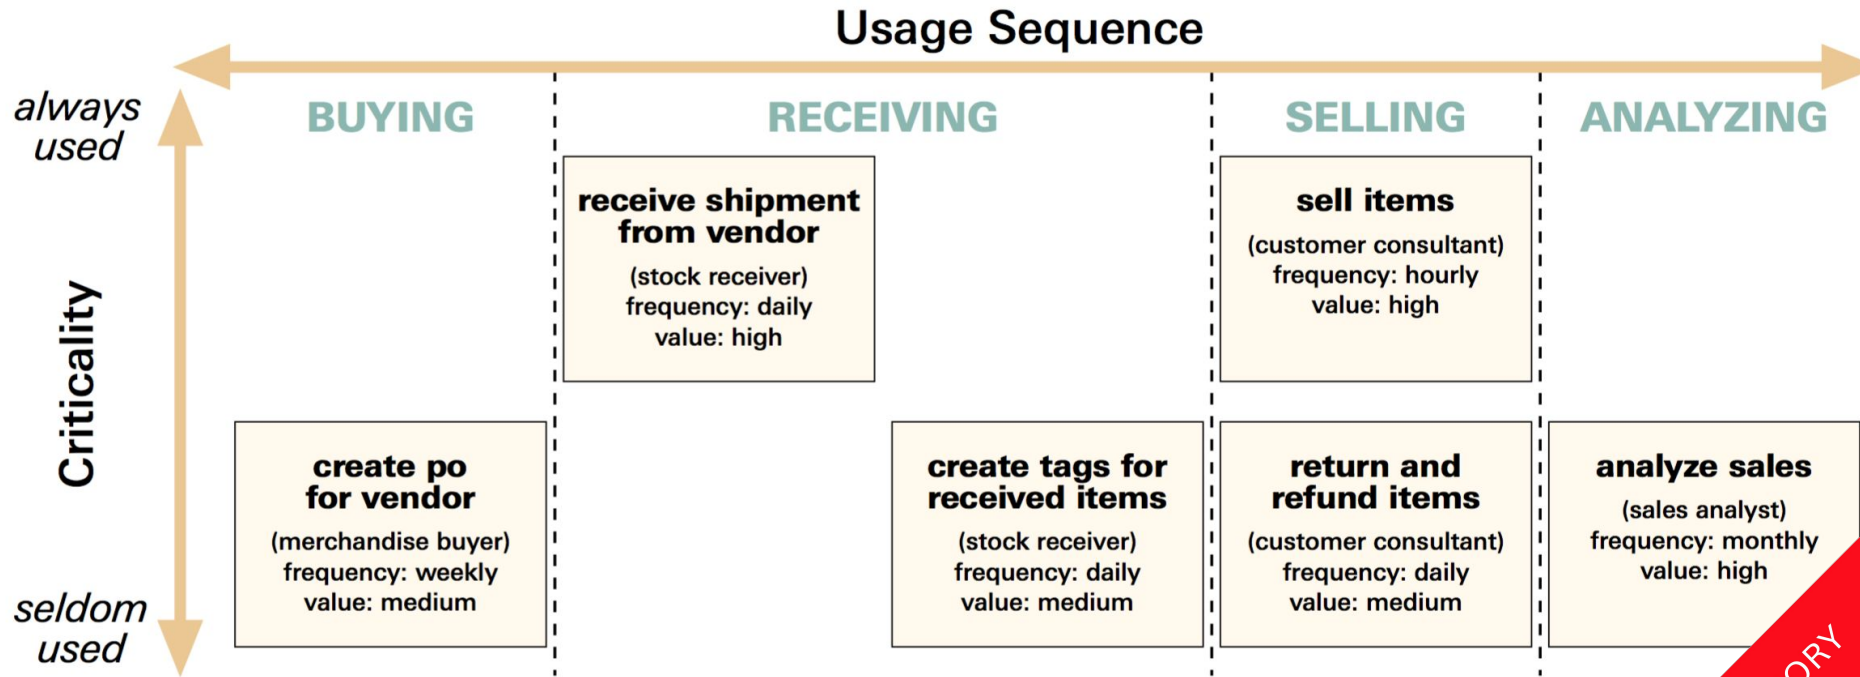 Usage Sequence
always
used
BUYING
RECEIVING
SELLING
ANALYZING
receive shipment
from vendor
(stock receiver)
frequency: daily
value: high
sell items
(customer consultant)
frequency: hourly
value: high
Criticality
create po
for vendor
(merchandise buyer)
frequency: weekly
value: medium
create tags for
received items
(stock receiver)
frequency: daily
value: medium
return and
refund items
(customer consultant)
frequency: daily
value: medium
analyze sales
(sales analyst)
frequency: monthly
value: high
seldom
used
ORY